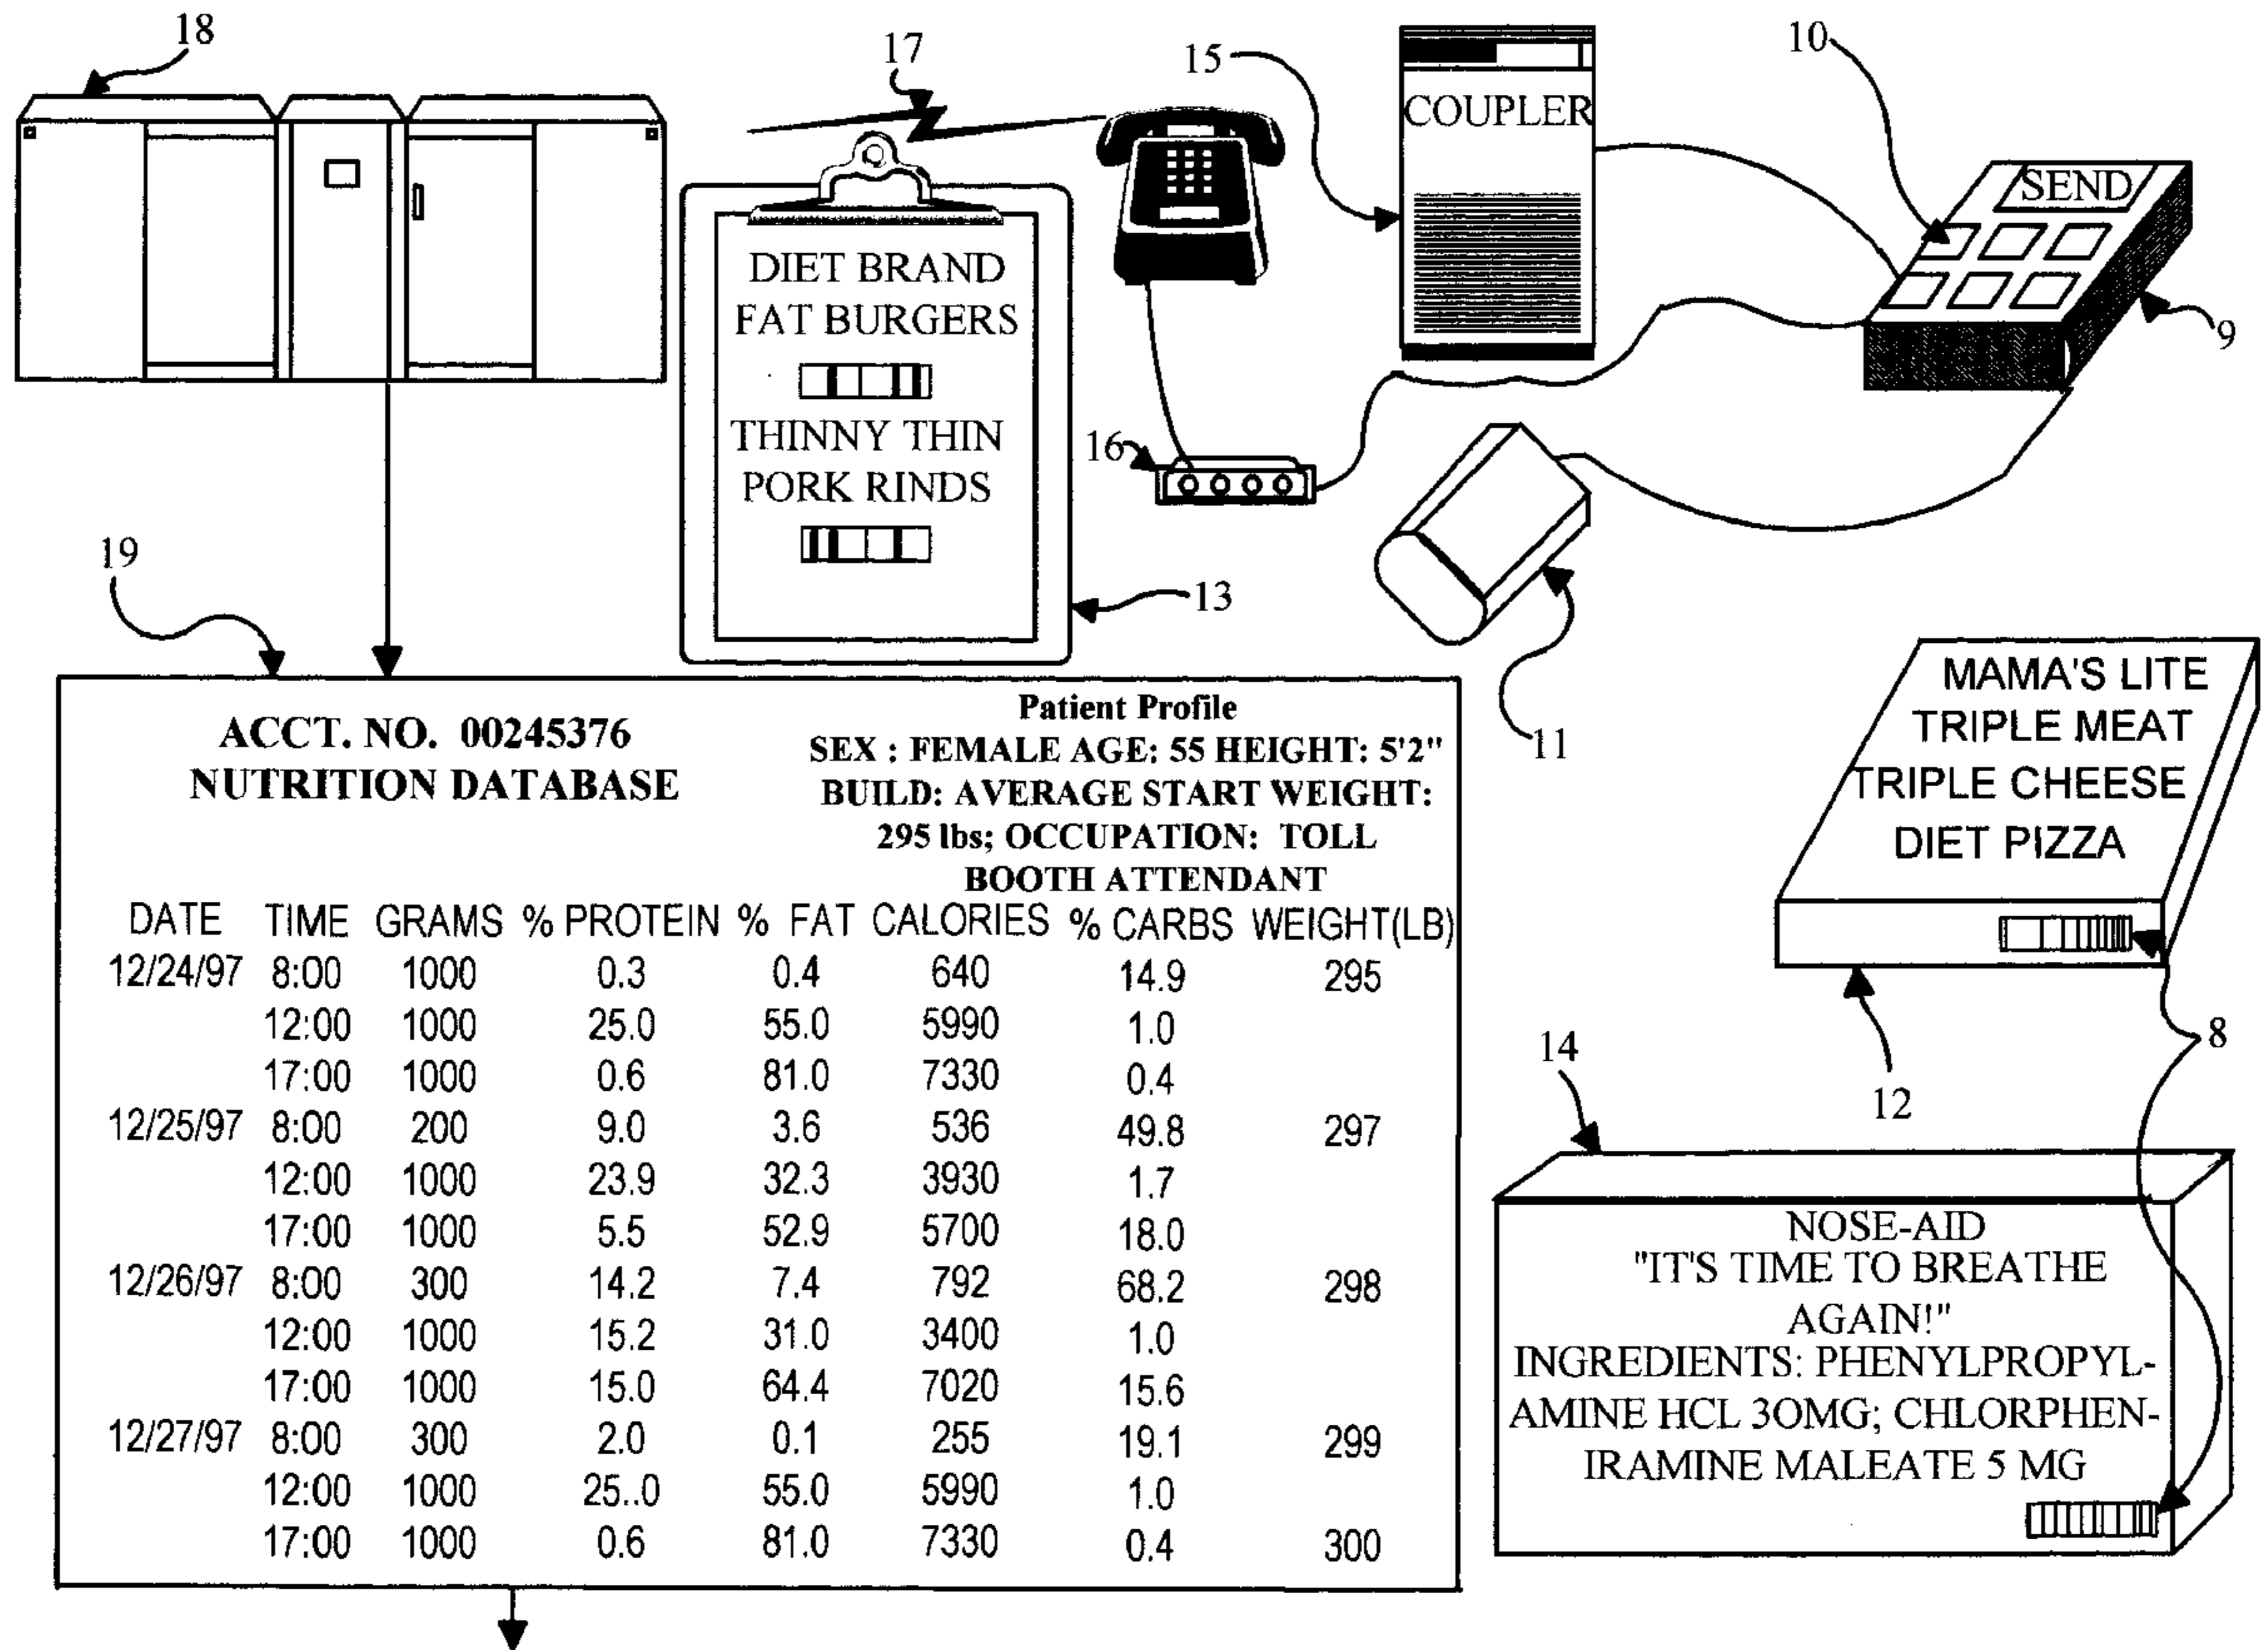 18
17
15
10
COUPLER
SEND
9
DIET BRAND
FAT BURGERS
THINNY THIN
PORK RINDS
16
13
11
19
ACCT. NO. 00245376
NUTRITION DATABASE
Patient Profile
SEX : FEMALE AGE: 55 HEIGHT: 5'2"
BUILD: AVERAGE START WEIGHT:
295 lbs; OCCUPATION: TOLL
BOOTH ATTENDANT
DATE TIME GRAMS % PROTEIN % FAT CALORIES % CARBS WEIGHT(LB)
12/24/97 8:00 1000 0.3 0.4 640 14.9 295
12:00 1000 25.0 55.0 5990 1.0
17:00 1000 0.6 81.0 7330 0.4
12/25/97 8:00 200 9.0 3.6 536 49.8 297
12:00 1000 23.9 32.3 3930 1.7
17:00 1000 5.5 52.9 5700 18.0
12/26/97 8:00 300 14.2 7.4 792 68.2 298
12:00 1000 15.2 31.0 3400 1.0
17:00 1000 15.0 64.4 7020 15.6
12/27/97 8:00 300 2.0 0.1 255 19.1 299
12:00 1000 25..0 55.0 5990 1.0
17:00 1000 0.6 81.0 7330 0.4 300
MAMA'S LITE
TRIPLE MEAT
TRIPLE CHEESE
DIET PIZZA
8
12
14
NOSE-AID
"IT'S TIME TO BREATHE
AGAIN!"
INGREDIENTS: PHENYLPROPYL-
AMINE HCL 3OMG; CHLORPHEN-
IRAMINE MALEATE 5 MG